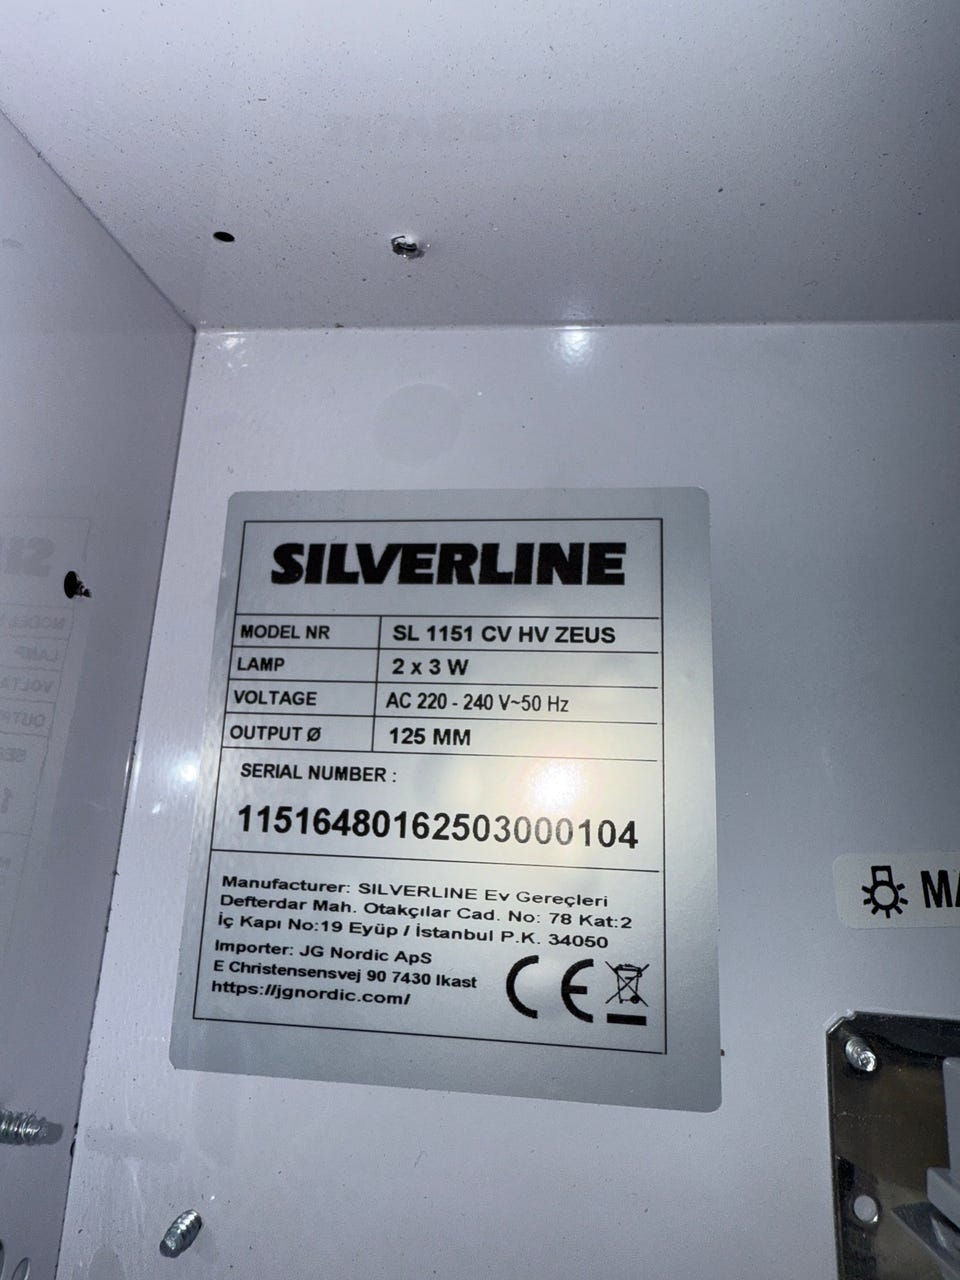 SILVERLINE
MODEL NR SL 1151 CV HV ZEUS
LAMP 2 x 3 W
VOLTAGE AC 220 - 240 V~50 Hz
OUTPUT Ø 125 MM
SERIAL NUMBER :
11516480162503000104
Manufacturer: SILVERLINE Ev Gereçleri
Defterdar Mah. Otakçılar Cad. No: 78 Kat:2
İç Kapı No:19 Eyüp / İstanbul P.K. 34050
Importer: JG Nordic ApS
E Christensensvej 90 7430 Ikast
https://jgnordic.com/
CE